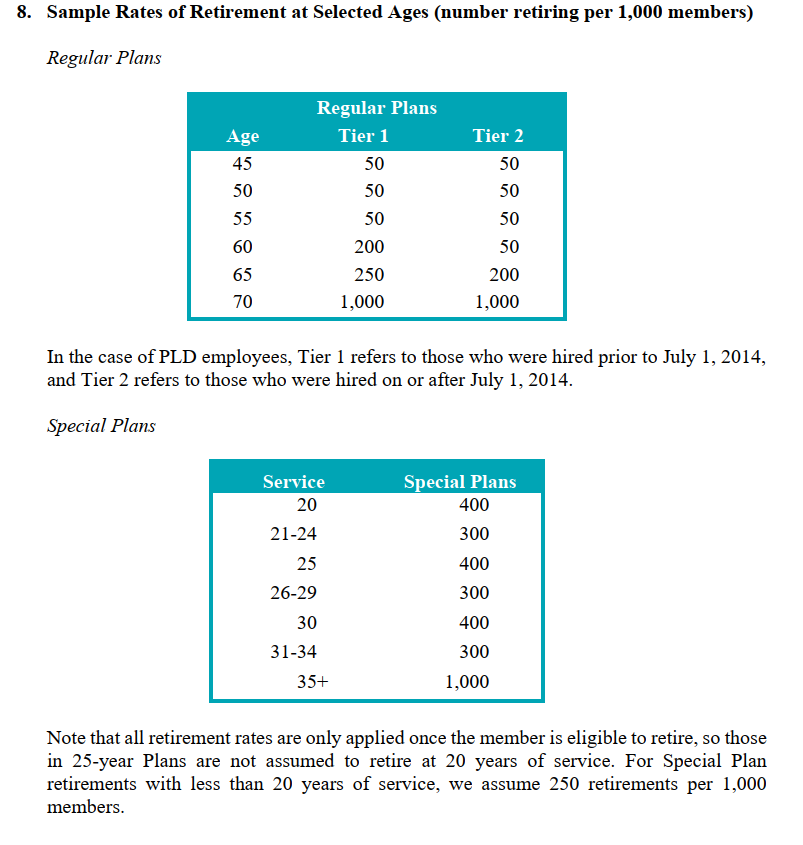 8. Sample Rates of Retirement at Selected Ages (number retiring per 1,000 members)
Regular Plans
Regular Plans
Age Tier 1 Tier 2
45 50 50
50 50 50
55 50 50
60 200 50
65 250 200
70 1,000 1,000
In the case of PLD employees, Tier 1 refers to those who were hired prior to July 1, 2014,
and Tier 2 refers to those who were hired on or after July 1, 2014.
Special Plans
Service Special Plans
20 400
21-24 300
25 400
26-29 300
30 400
31-34 300
35+ 1,000
Note that all retirement rates are only applied once the member is eligible to retire, so those
in 25-year Plans are not assumed to retire at 20 years of service. For Special Plan
retirements with less than 20 years of service, we assume 250 retirements per 1,000
members.